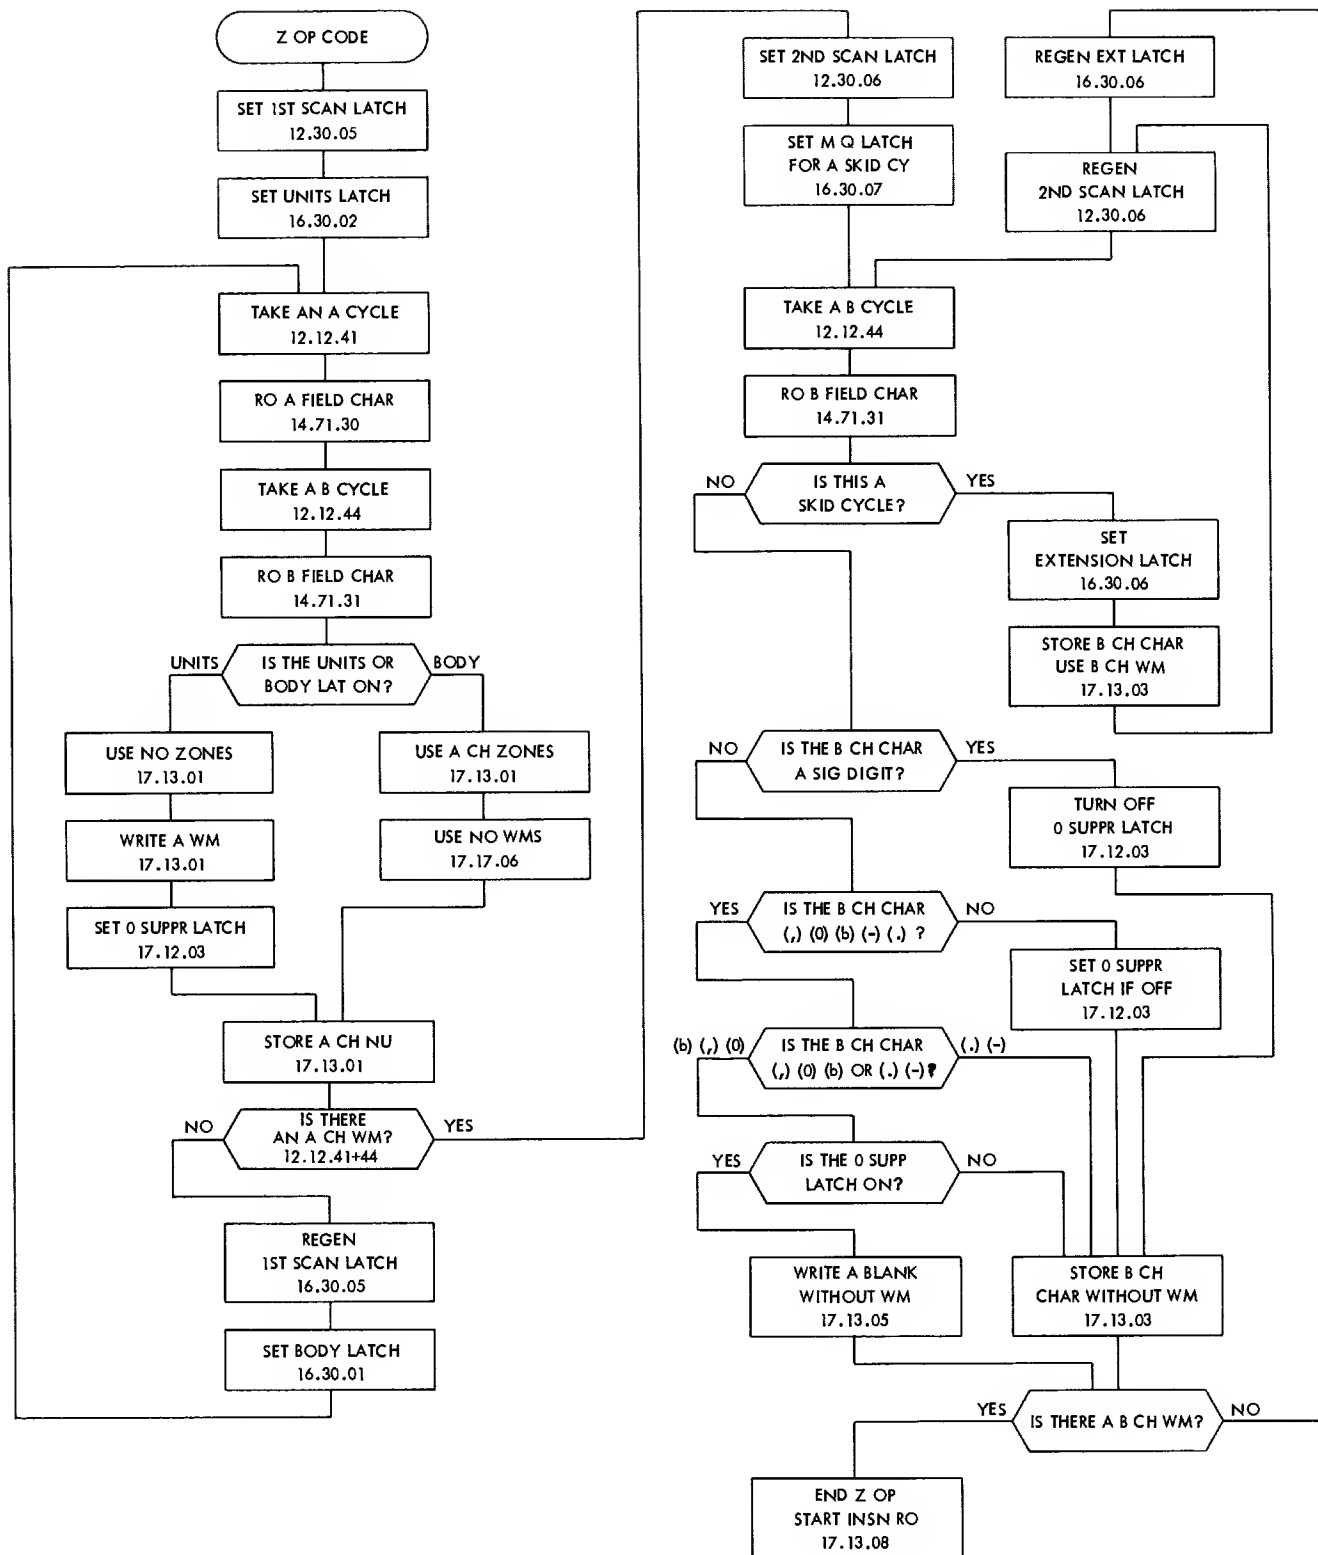 Z OP CODE
SET 1ST SCAN LATCH
12.30.05
SET UNITS LATCH
16.30.02
TAKE AN A CYCLE
12.12.41
RO A FIELD CHAR
14.71.30
TAKE A B CYCLE
12.12.44
RO B FIELD CHAR
14.71.31
UNITS
IS THE UNITS OR
BODY LAT ON?
BODY
USE NO ZONES
17.13.01
USE A CH ZONES
17.13.01
WRITE A WM
17.13.01
USE NO WMS
17.17.06
SET 0 SUPPR LATCH
17.12.03
STORE A CH NU
17.13.01
NO
IS THERE
AN A CH WM?
12.12.41+44
YES
REGEN
1ST SCAN LATCH
16.30.05
SET BODY LATCH
16.30.01
SET 2ND SCAN LATCH
12.30.06
REGEN EXT LATCH
16.30.06
SET M Q LATCH
FOR A SKID CY
16.30.07
REGEN
2ND SCAN LATCH
12.30.06
TAKE A B CYCLE
12.12.44
RO B FIELD CHAR
14.71.31
NO
IS THIS A
SKID CYCLE?
YES
SET
EXTENSION LATCH
16.30.06
STORE B CH CHAR
USE B CH WM
17.13.03
NO
IS THE B CH CHAR
A SIG DIGIT?
YES
TURN OFF
0 SUPPR LATCH
17.12.03
YES
IS THE B CH CHAR
(,) (0) (b) (-) (.) ?
NO
SET 0 SUPPR
LATCH IF OFF
17.12.03
(b) (,) (0)
IS THE B CH CHAR
(,) (0) (b) OR (.) (-)?
(.) (-)
YES
IS THE 0 SUPP
LATCH ON?
NO
WRITE A BLANK
WITHOUT WM
17.13.05
STORE B CH
CHAR WITHOUT WM
17.13.03
YES
IS THERE A B CH WM?
NO
END Z OP
START INSN RO
17.13.08